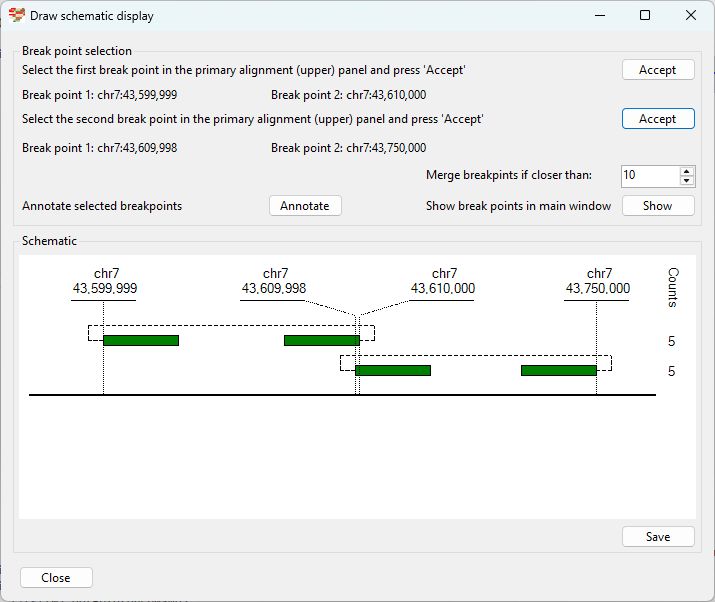 Draw schematic display
Break point selection
Select the first break point in the primary alignment (upper) panel and press 'Accept'
Accept
Break point 1: chr7:43,599,999
Break point 2: chr7:43,610,000
Select the second break point in the primary alignment (upper) panel and press 'Accept'
Accept
Break point 1: chr7:43,609,998
Break point 2: chr7:43,750,000
Merge breakpints if closer than:
10
Annotate selected breakpoints
Annotate
Show break points in main window
Show
Schematic
chr7
43,599,999
chr7
43,609,998
chr7
43,610,000
chr7
43,750,000
Counts
5
5
Save
Close